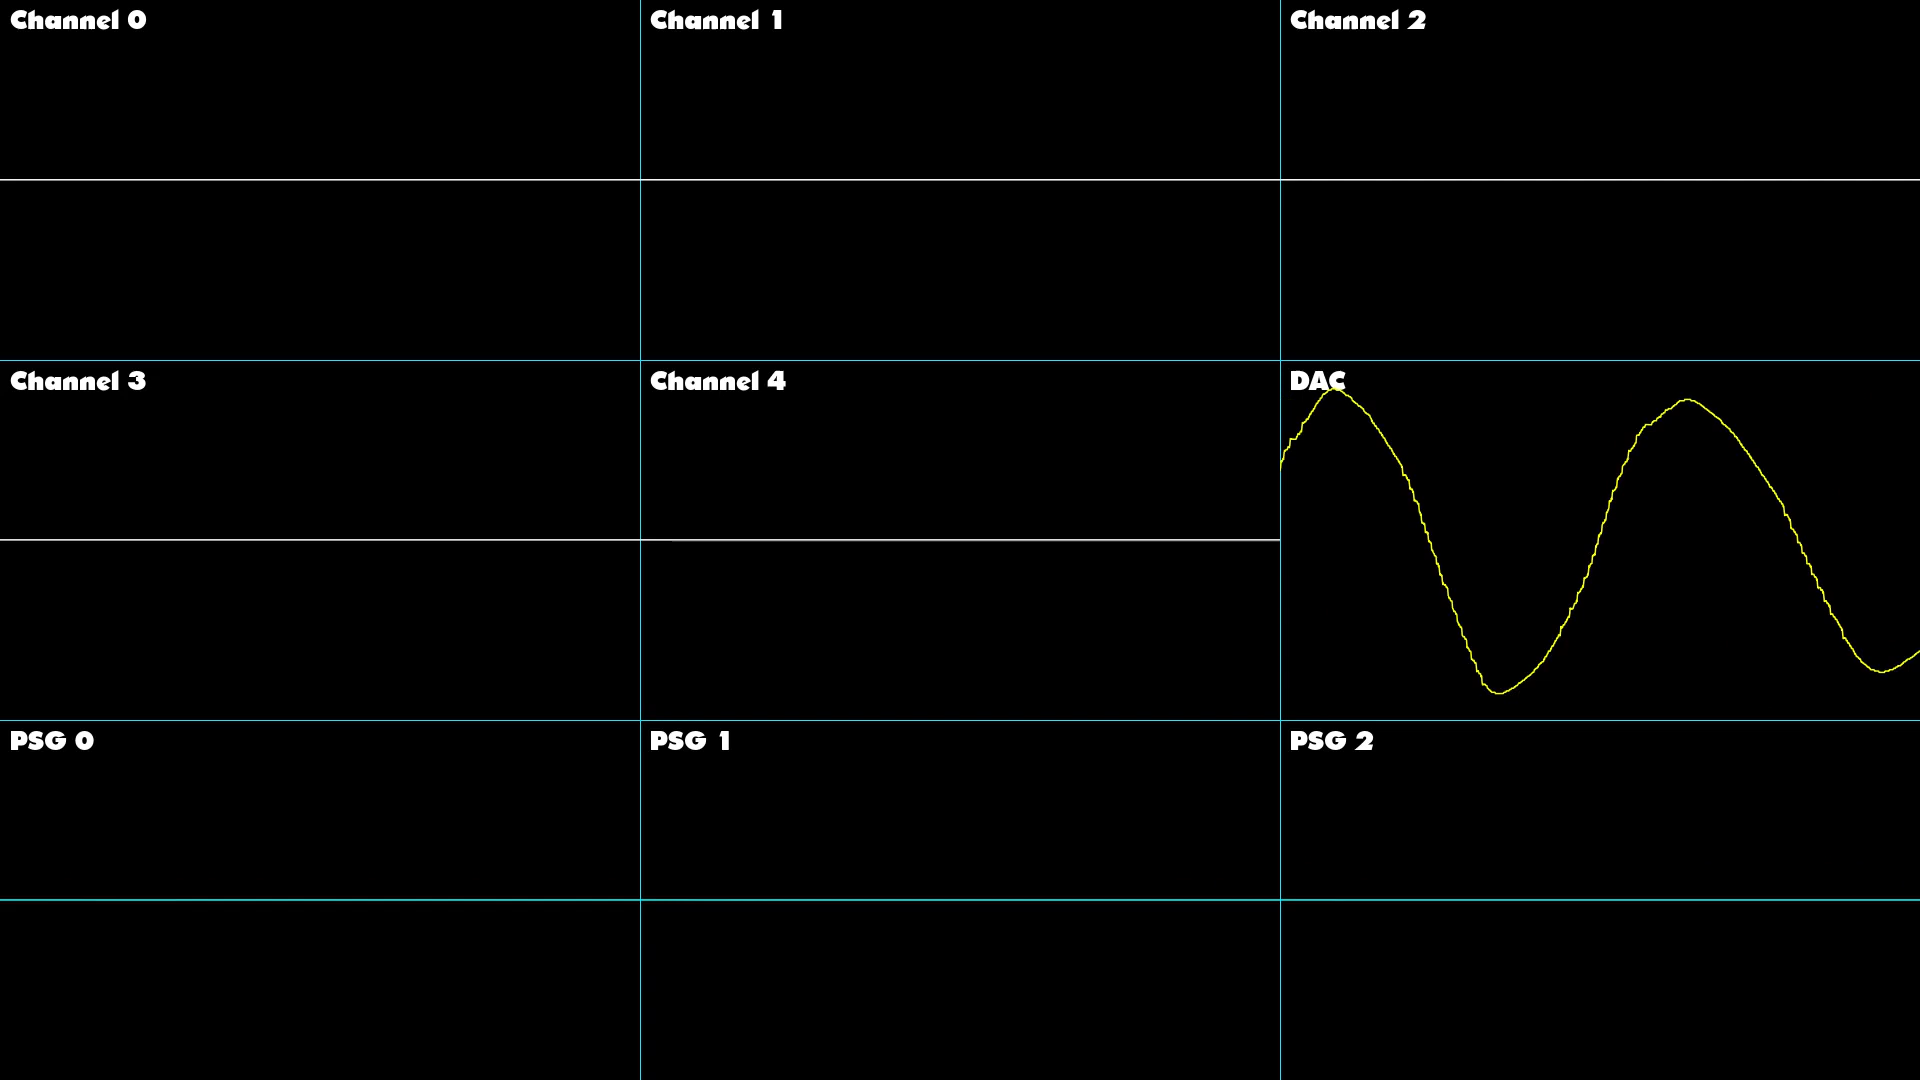 Channel 0
Channel 1
Channel 2
Channel 3
Channel 4
DAC
PSG 0
PSG 1
PSG 2